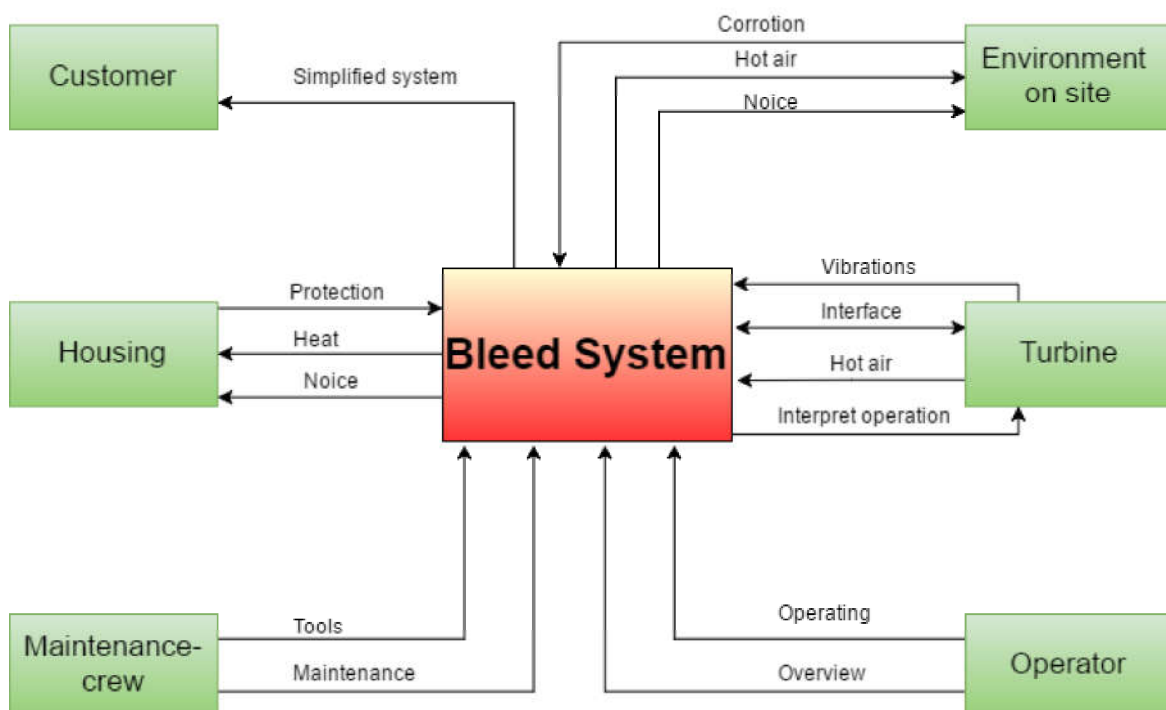 Corrotion
Customer
Simplified system
Hot air
Environment
on site
Noice
Vibrations
Protection
Interface
Housing
Heat
Bleed System
Turbine
Hot air
Noice
Interpret operation
Maintenance-
crew
Tools
Maintenance
Operating
Operator
Overview